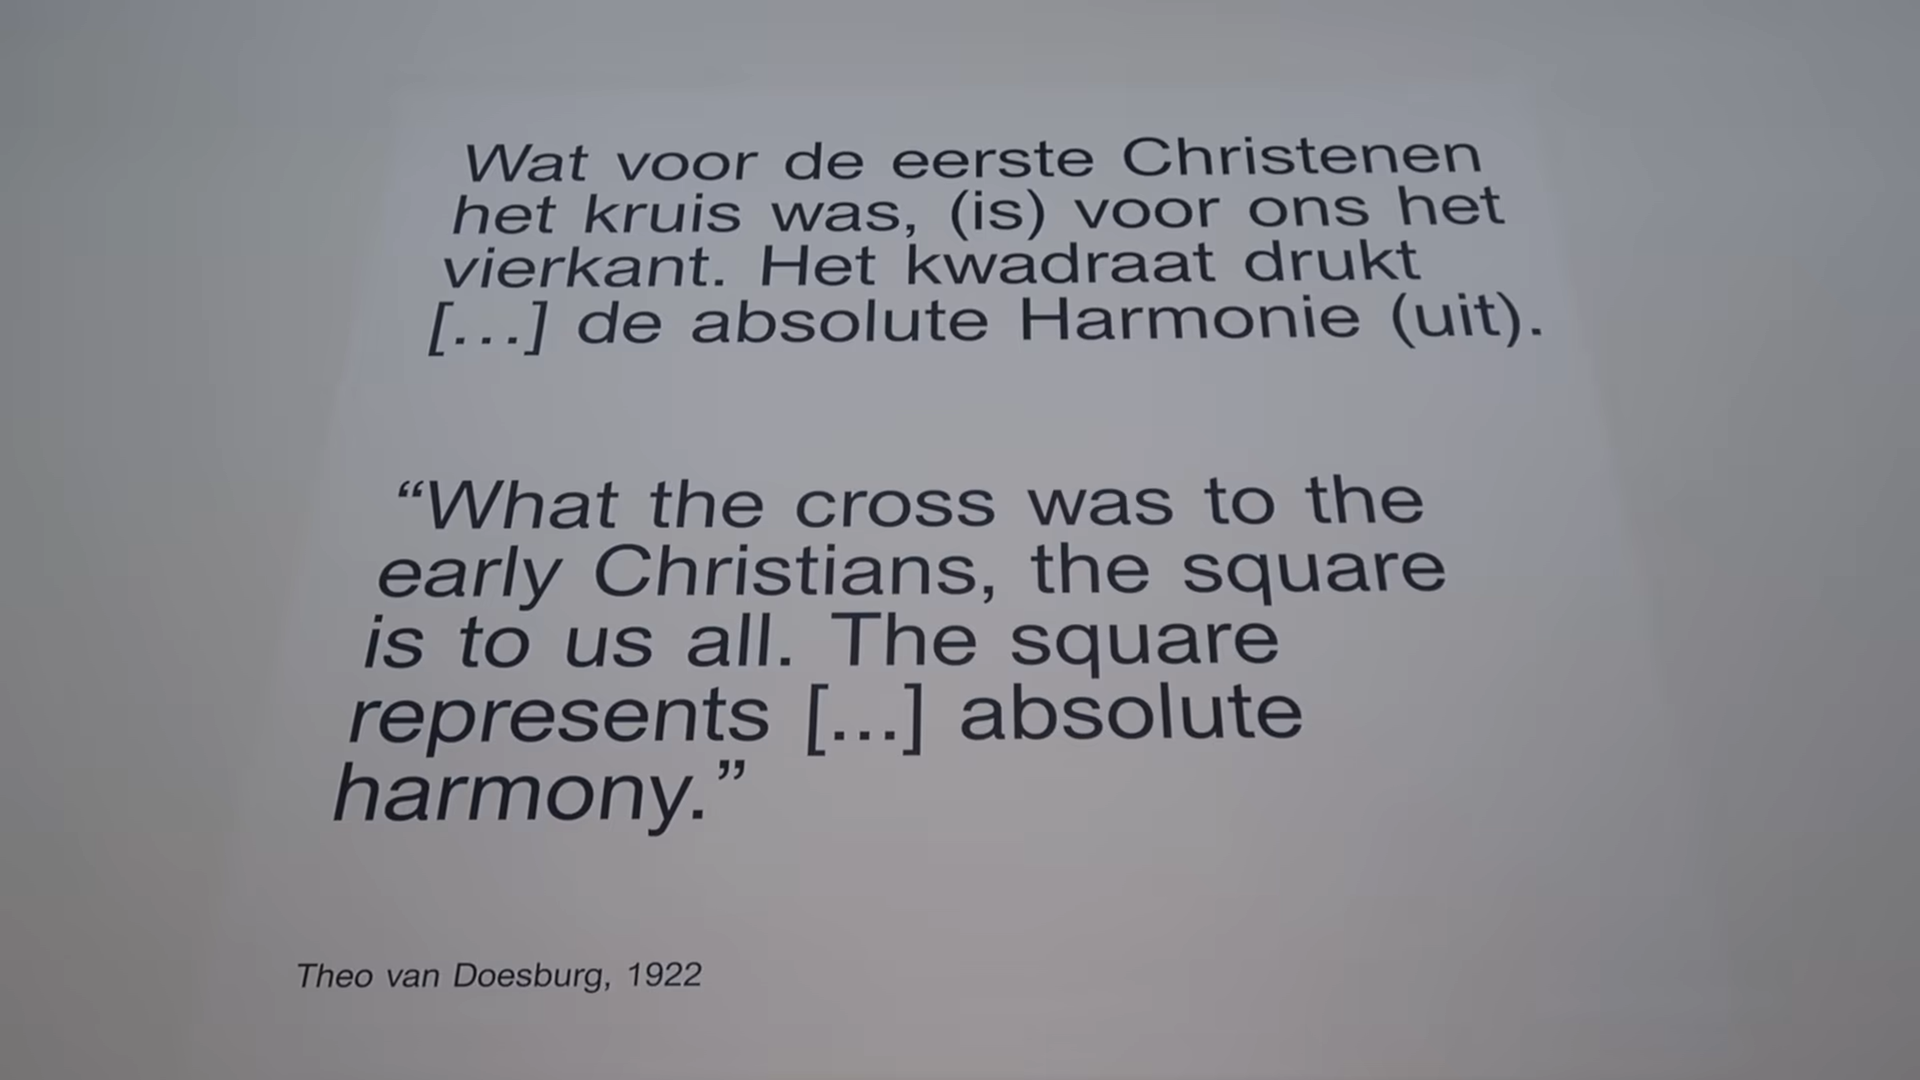 Wat voor de eerste Christenen
het kruis was, (is) voor ons het
vierkant. Het kwadraat drukt
[...] de absolute Harmonie (uit).
“What the cross was to the
early Christians, the square
is to us all. The square
represents [...] absolute
harmony.”
Theo van Doesburg, 1922